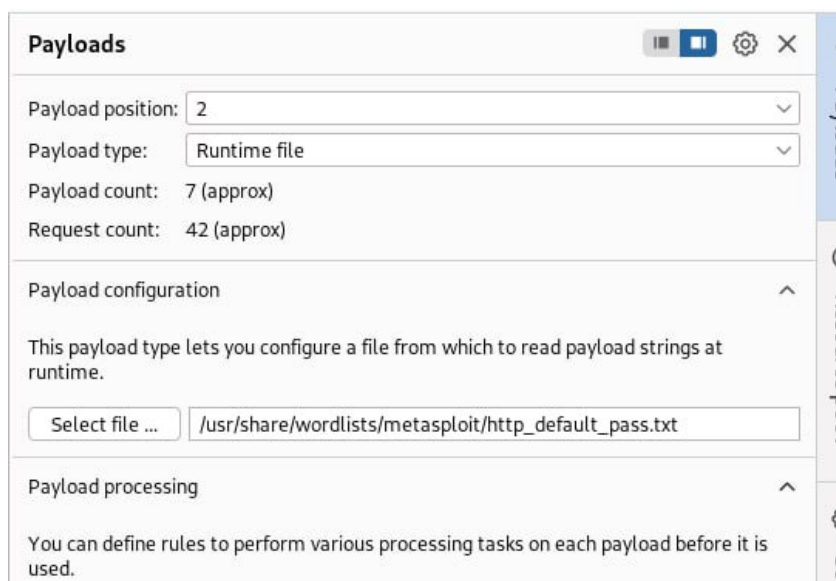 Payloads
Payload position: 2
Payload type: Runtime file
Payload count: 7 (approx)
Request count: 42 (approx)
Payload configuration
This payload type lets you configure a file from which to read payload strings at
runtime.
Select file ... /usr/share/wordlists/metasploit/http_default_pass.txt
Payload processing
You can define rules to perform various processing tasks on each payload before it is
used.